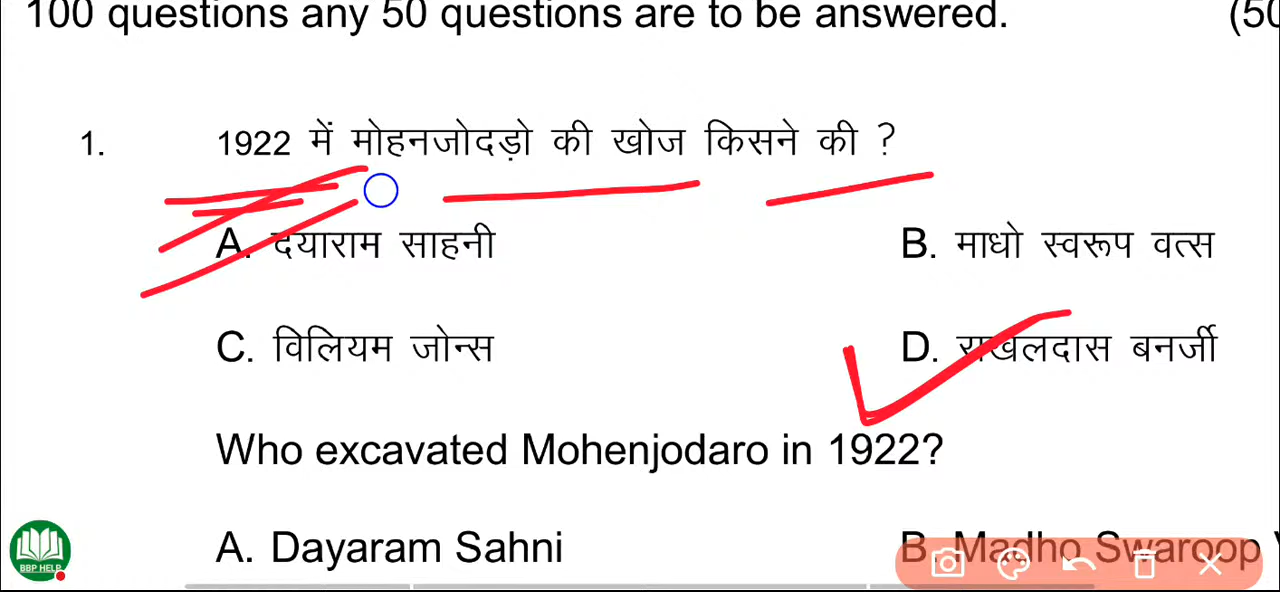 100 questions any 50 questions are to be answered. (50
1. 1922 में मोहनजोदड़ो की खोज किसने की ?
A. दयाराम साहनी B. माधो स्वरूप वत्स
C. विलियम जोन्स D. राखलदास बनर्जी
Who excavated Mohenjodaro in 1922?
A. Dayaram Sahni B. Madho Swaroop
BBP HELP